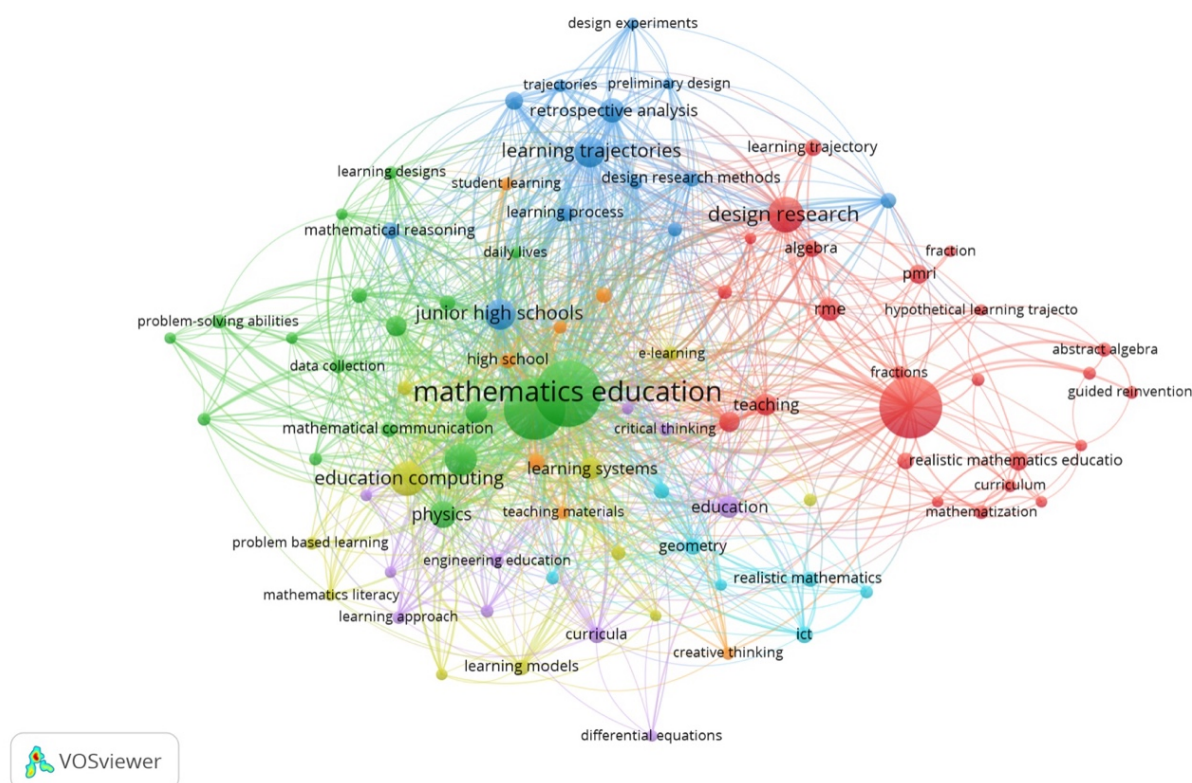 design experiments
trajectories
preliminary design
retrospective analysis
learning trajectory
learning trajectories
learning designs
student learning
design research methods
learning process
design research
mathematical reasoning
daily lives
algebra
fraction
pmri
junior high schools
rme
hypothetical learning trajecto
problem-solving abilities
high school
e-learning
abstract algebra
data collection
fractions
mathematics education
guided reinvention
teaching
mathematical communication
critical thinking
learning systems
realistic mathematics educatio
education computing
curriculum
physics
teaching materials
education
mathematization
problem based learning
engineering education
geometry
realistic mathematics
mathematics literacy
learning approach
curricula
ict
creative thinking
learning models
differential equations
VOSviewer